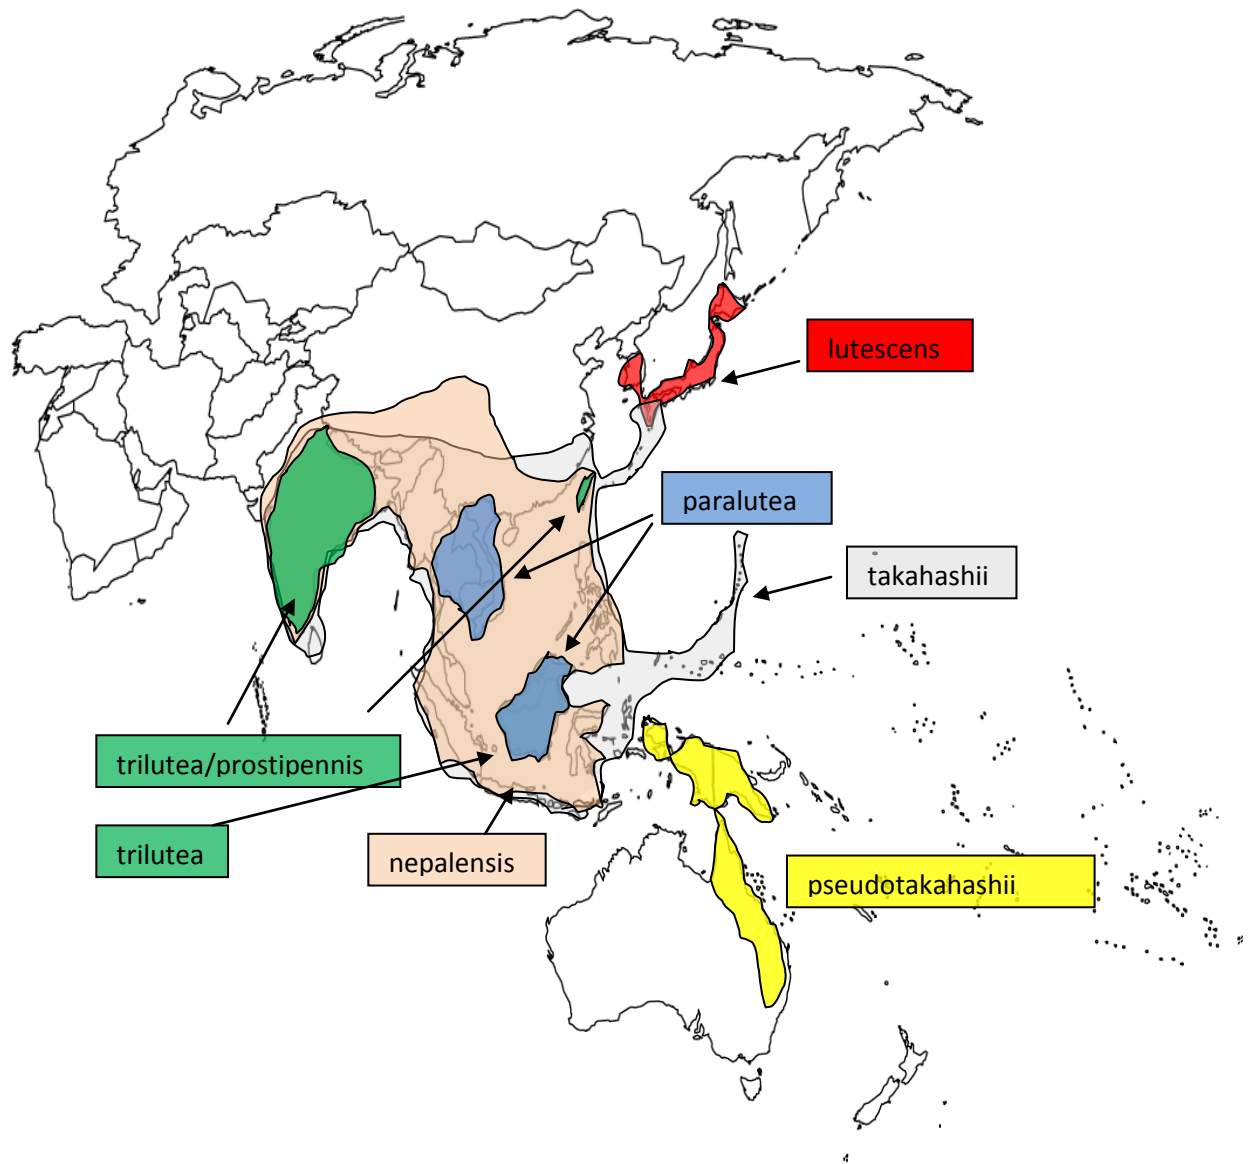 lutescens
paralutea
takahashii
trilutea/prostipennis
trilutea
nepalensis
pseudotakahashii